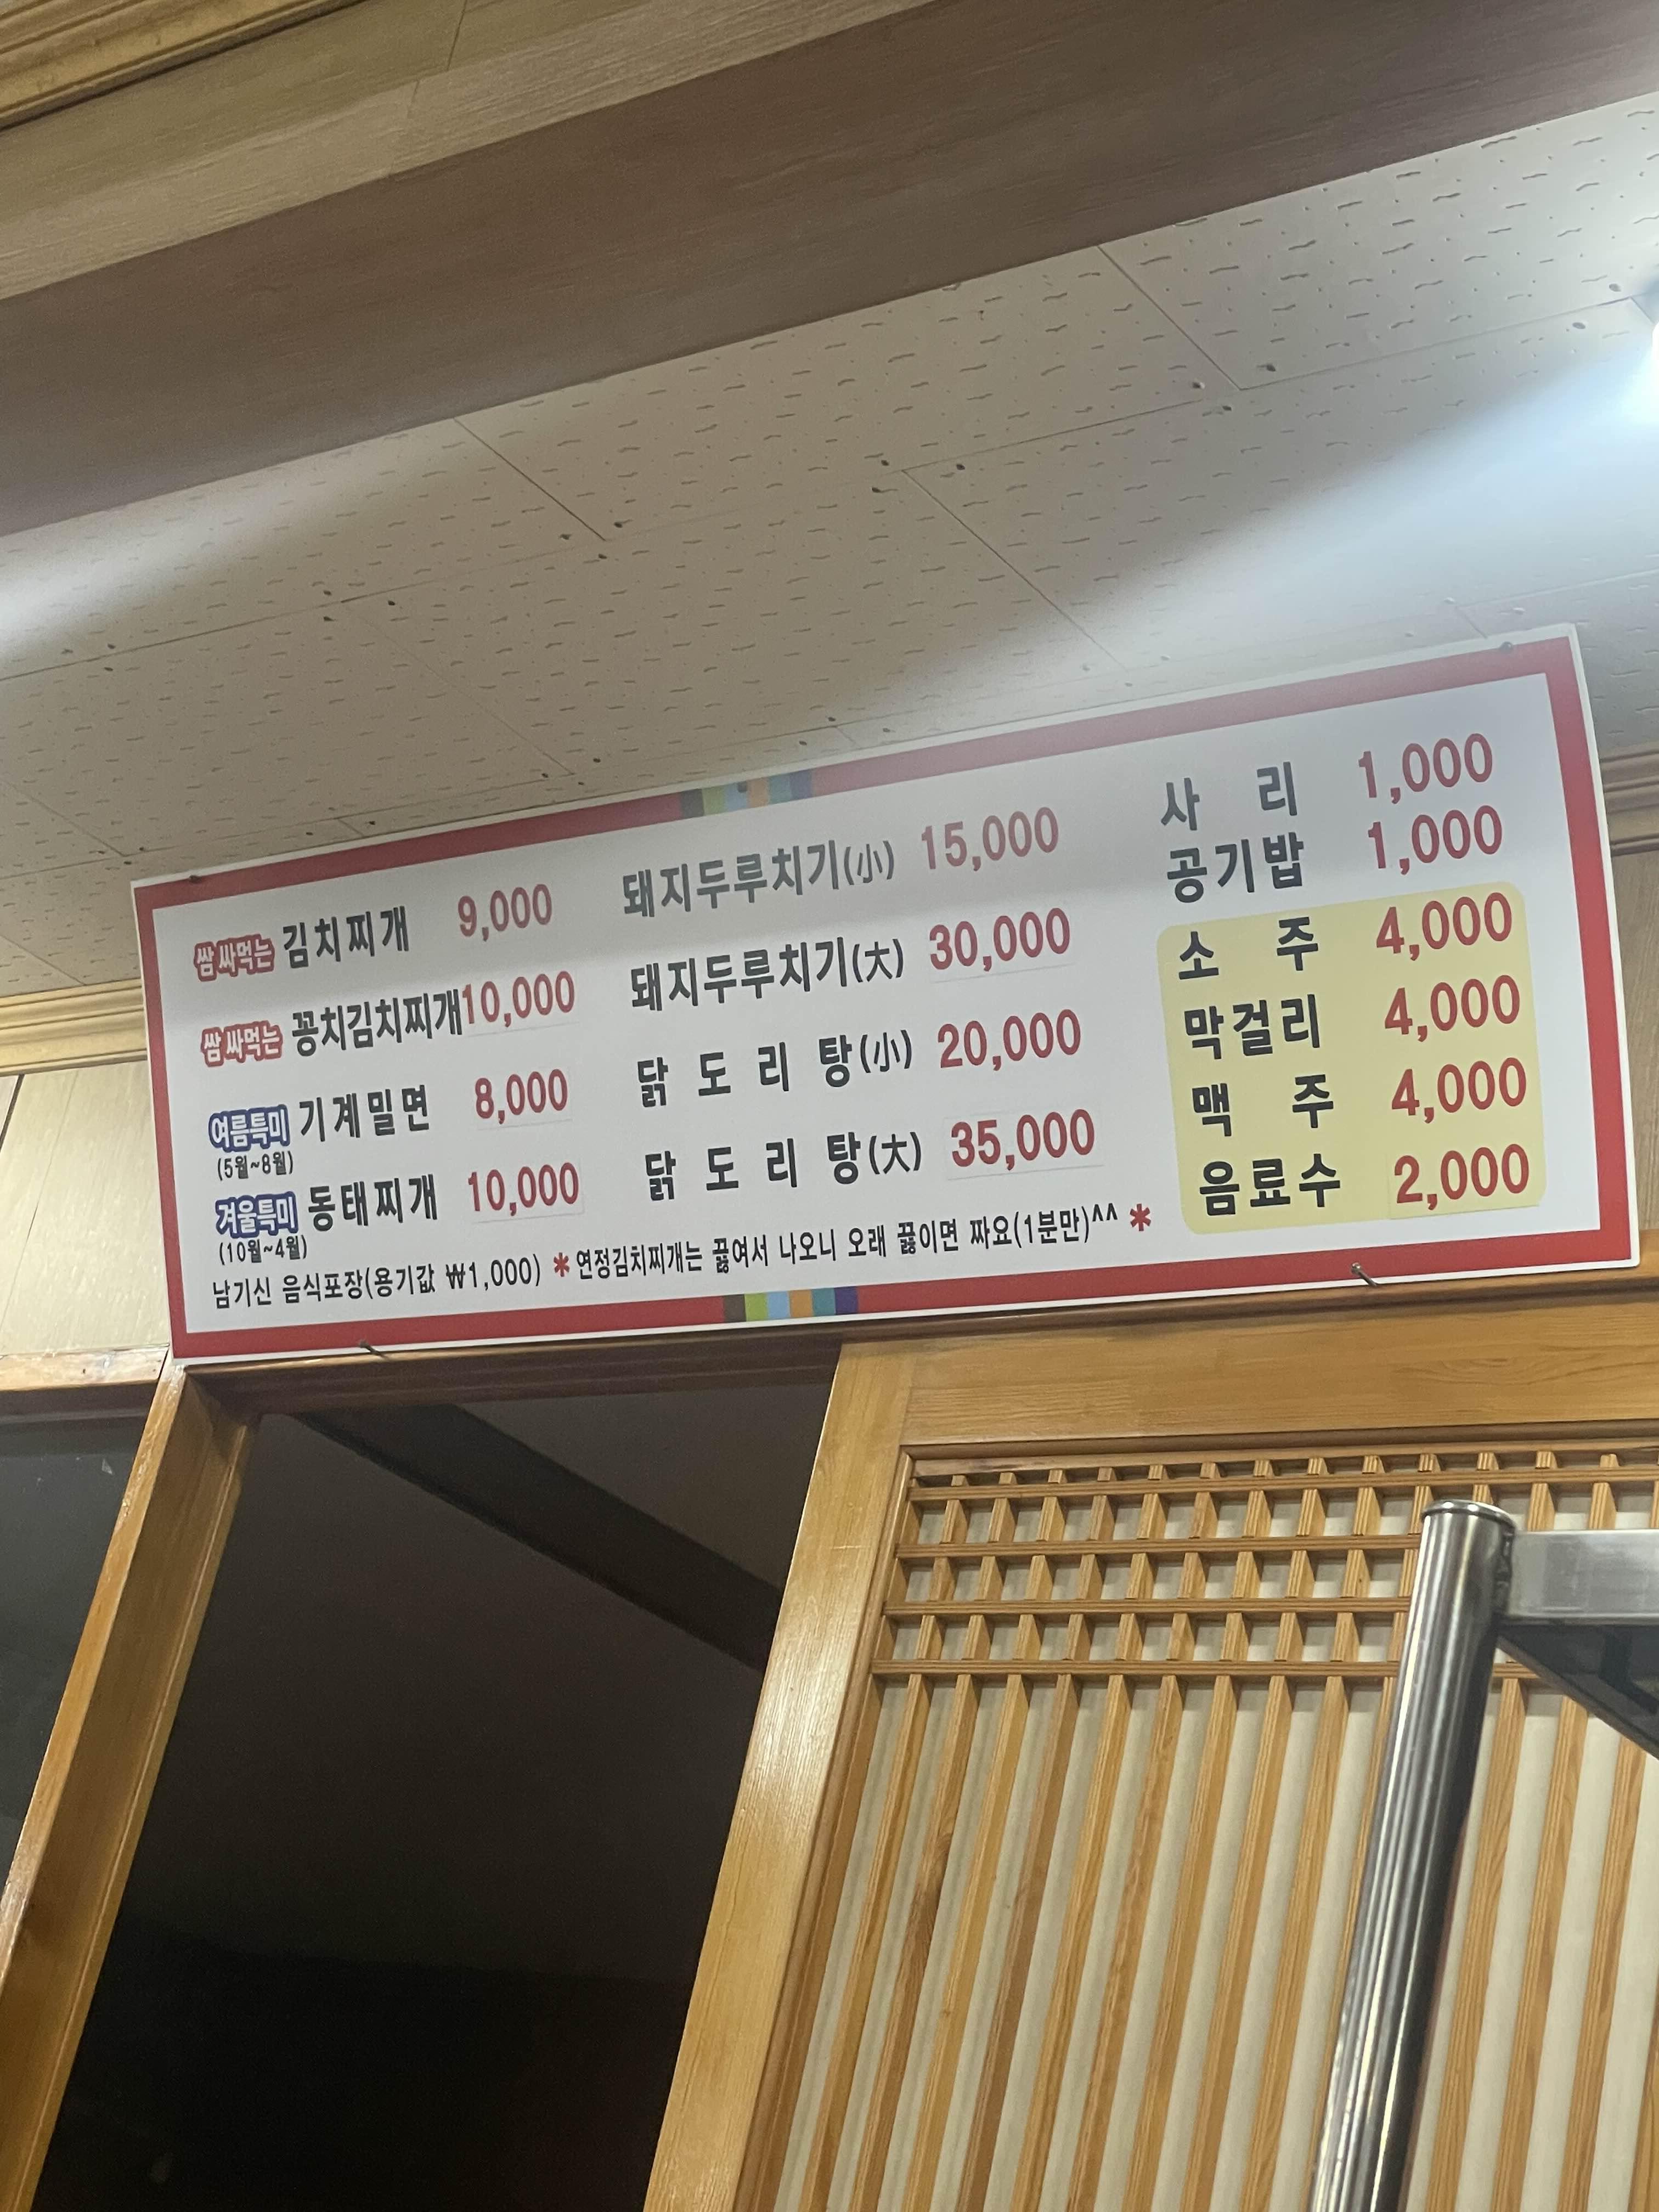 쌈 싸먹는 김치찌개 9,000
쌈 싸먹는 꽁치김치찌개 10,000
여름특미 기계밀면 8,000
(5월~8월)
겨울특미 동태찌개 10,000
(10월~4월)
돼지두루치기(小) 15,000
돼지두루치기(大) 30,000
닭 도 리 탕(小) 20,000
닭 도 리 탕(大) 35,000
사 리 1,000
공기밥 1,000
소 주 4,000
막걸리 4,000
맥 주 4,000
음료수 2,000
남기신 음식포장(용기값 ₩1,000) *연정김치찌개는 끓여서 나오니 오래 끓이면 짜요(1분만)^^ *